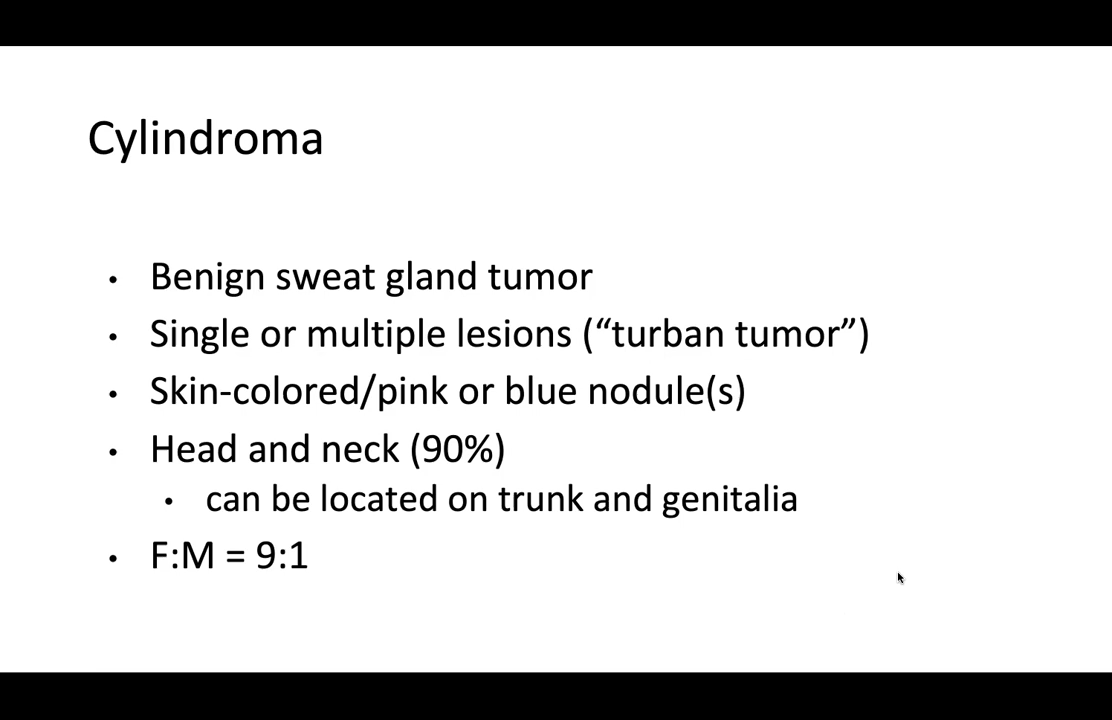 Cylindroma
• Benign sweat gland tumor
• Single or multiple lesions (“turban tumor”)
• Skin-colored/pink or blue nodule(s)
• Head and neck (90%)
• can be located on trunk and genitalia
• F:M = 9:1